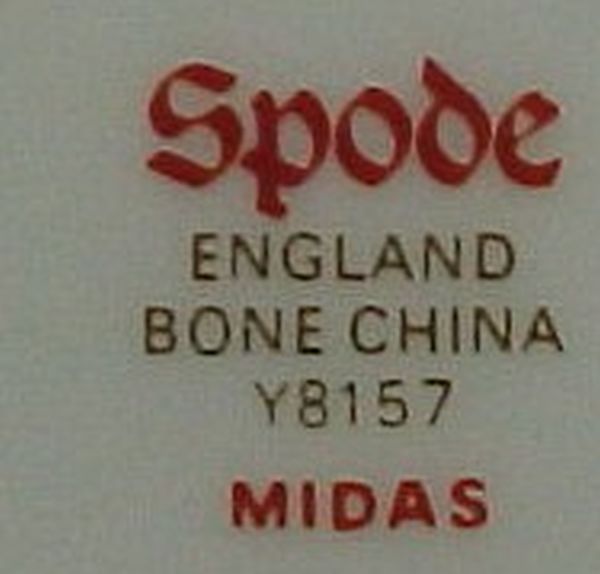 Spode
ENGLAND
BONE CHINA
Y8157
MIDAS